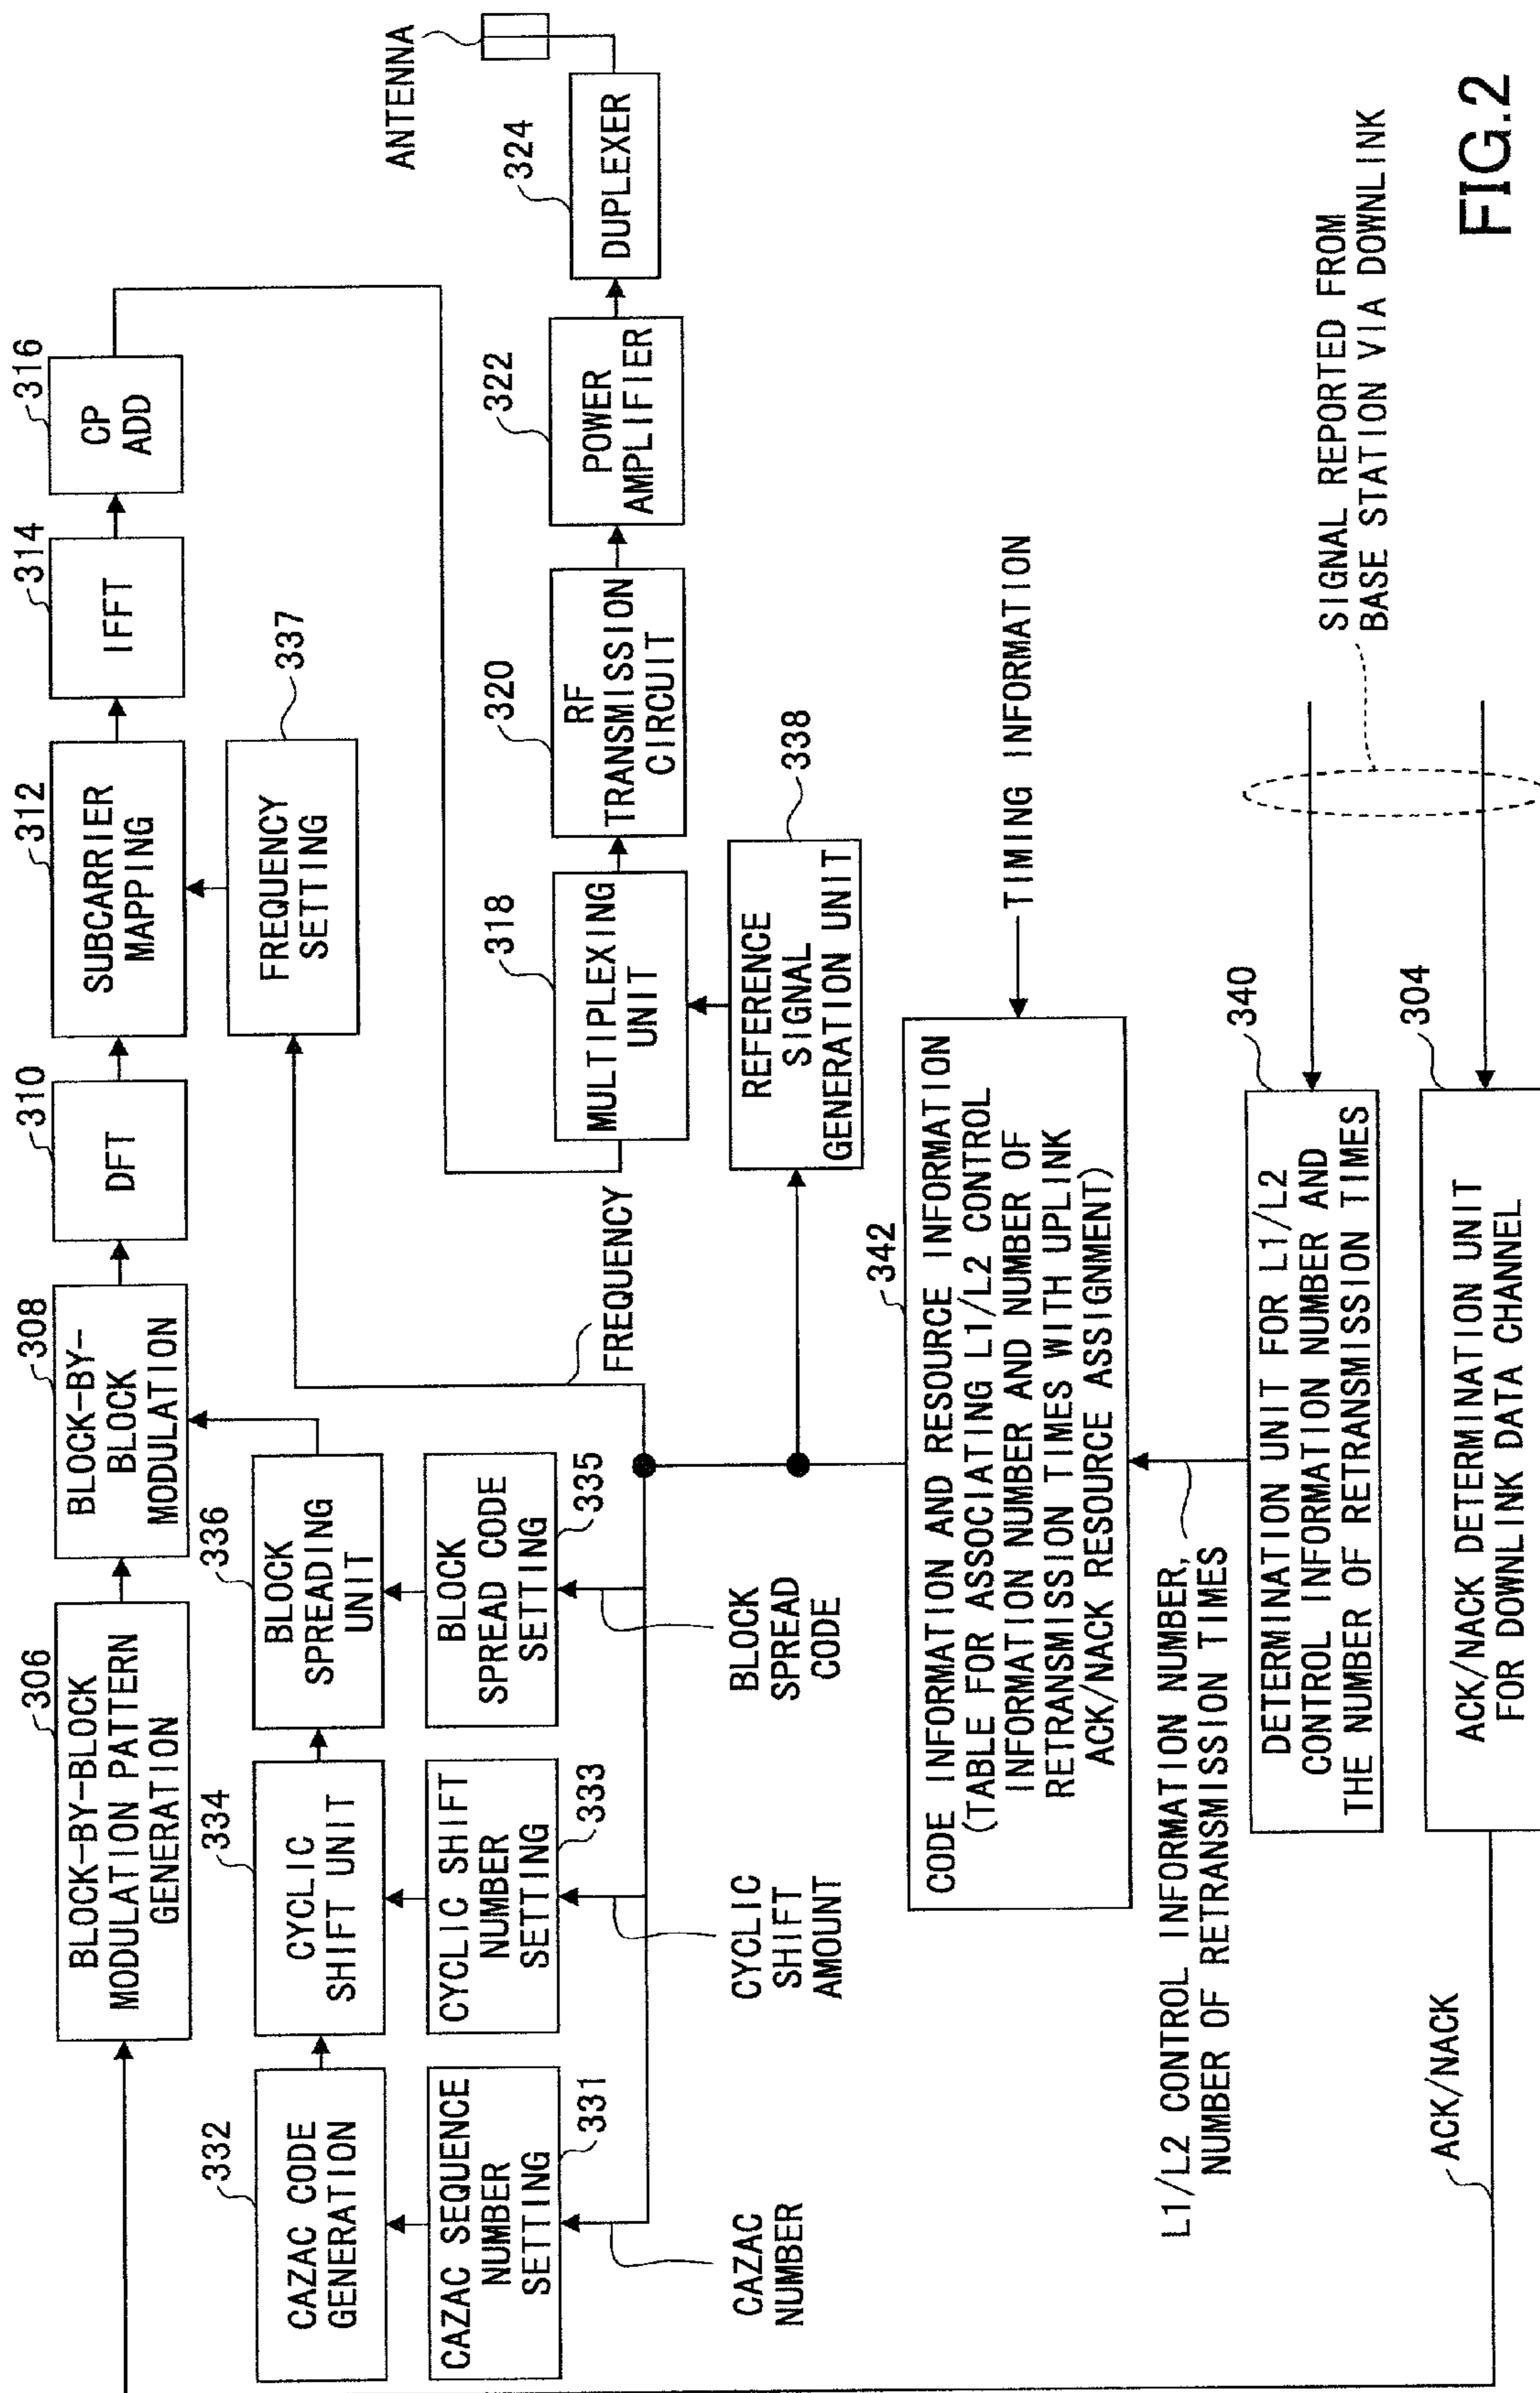 306
BLOCK-BY-BLOCK
MODULATION PATTERN
GENERATION
308
BLOCK-BY-
BLOCK
MODULATION
310
DFT
312
SUBCARRIER
MAPPING
314
IFFT
316
CP
ADD
332
CAZAC CODE
GENERATION
334
CYCLIC
SHIFT UNIT
336
BLOCK
SPREADING
UNIT
FREQUENCY
SETTING
337
CAZAC SEQUENCE
NUMBER
SETTING
331
CYCLIC SHIFT
NUMBER
SETTING
333
BLOCK
SPREAD CODE
SETTING
335
FREQUENCY
318
MULTIPLEXING
UNIT
320
RF
TRANSMISSION
CIRCUIT
322
POWER
AMPLIFIER
324
DUPLEXER
ANTENNA
CAZAC
NUMBER
CYCLIC
SHIFT
AMOUNT
BLOCK
SPREAD
CODE
REFERENCE
SIGNAL
GENERATION UNIT
338
342
CODE INFORMATION AND RESOURCE INFORMATION
(TABLE FOR ASSOCIATING L1/L2 CONTROL
INFORMATION NUMBER AND NUMBER OF
RETRANSMISSION TIMES WITH UPLINK
ACK/NACK RESOURCE ASSIGNMENT)
TIMING INFORMATION
L1/L2 CONTROL INFORMATION NUMBER,
NUMBER OF RETRANSMISSION TIMES
340
DETERMINATION UNIT FOR L1/L2
CONTROL INFORMATION NUMBER AND
THE NUMBER OF RETRANSMISSION TIMES
SIGNAL REPORTED FROM
BASE STATION VIA DOWNLINK
ACK/NACK
304
ACK/NACK DETERMINATION UNIT
FOR DOWNLINK DATA CHANNEL
FIG.2